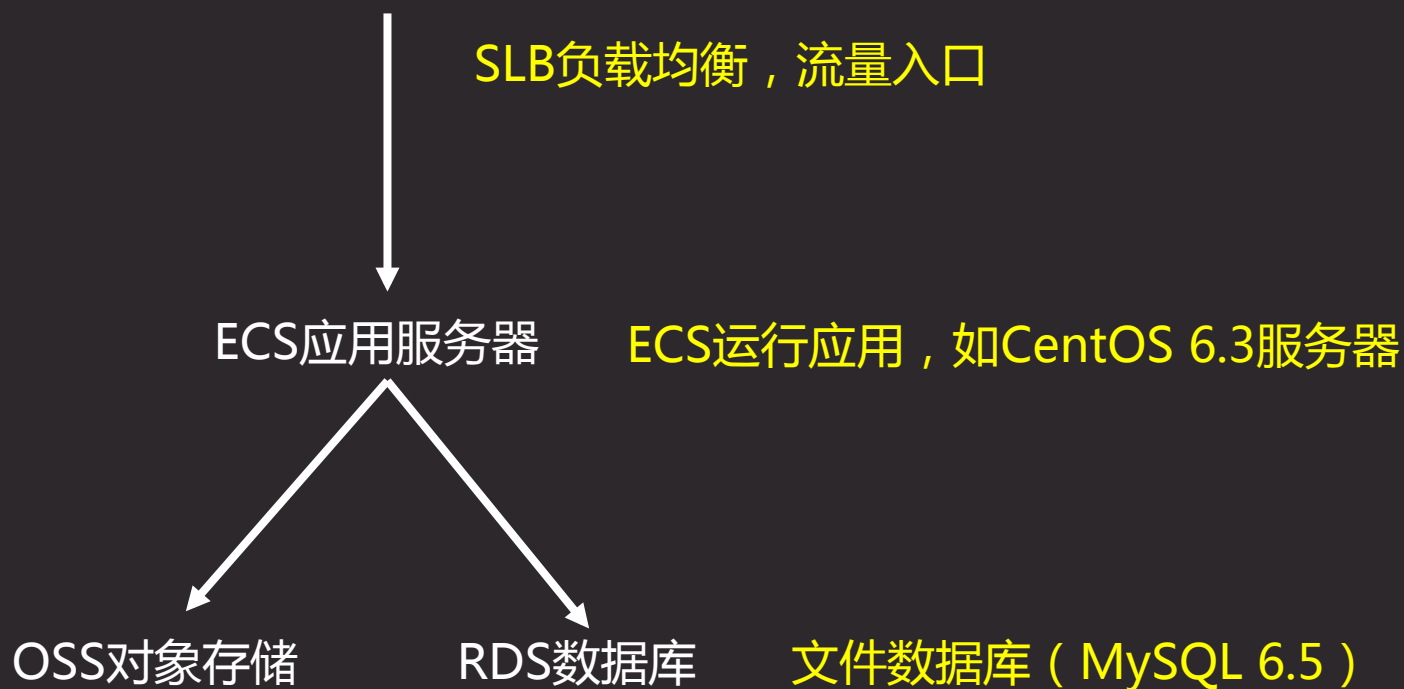 SLB负载均衡，流量入口
ECS应用服务器
ECS运行应用，如CentOS 6.3服务器
OSS对象存储
RDS数据库
文件数据库（MySQL 6.5）